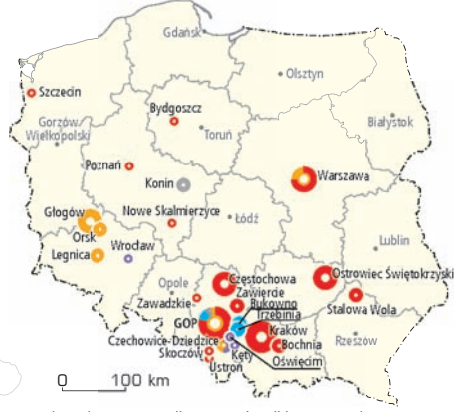 Gdańsk
Olsztyn
Szczecin
Bydgoszcz
Gorzów
Wielkopolski
Białystok
Toruń
Poznań
Warszawa
Konin
Głogów
Nowe Skalmierzyce
Łódź
Orsk
Wrocław
Legnica
Lublin
Opole
Częstochowa
Ostrowiec Świętokrzyski
Zawiercie
Zawadzkie
Bukowno
Stalowa Wola
Trzebinia
GOP
Kraków
Rzeszów
Czechowice-Dziedzice
Bochnia
Skoczów
Kęty
Oświęcim
Ustroń
0 100 km